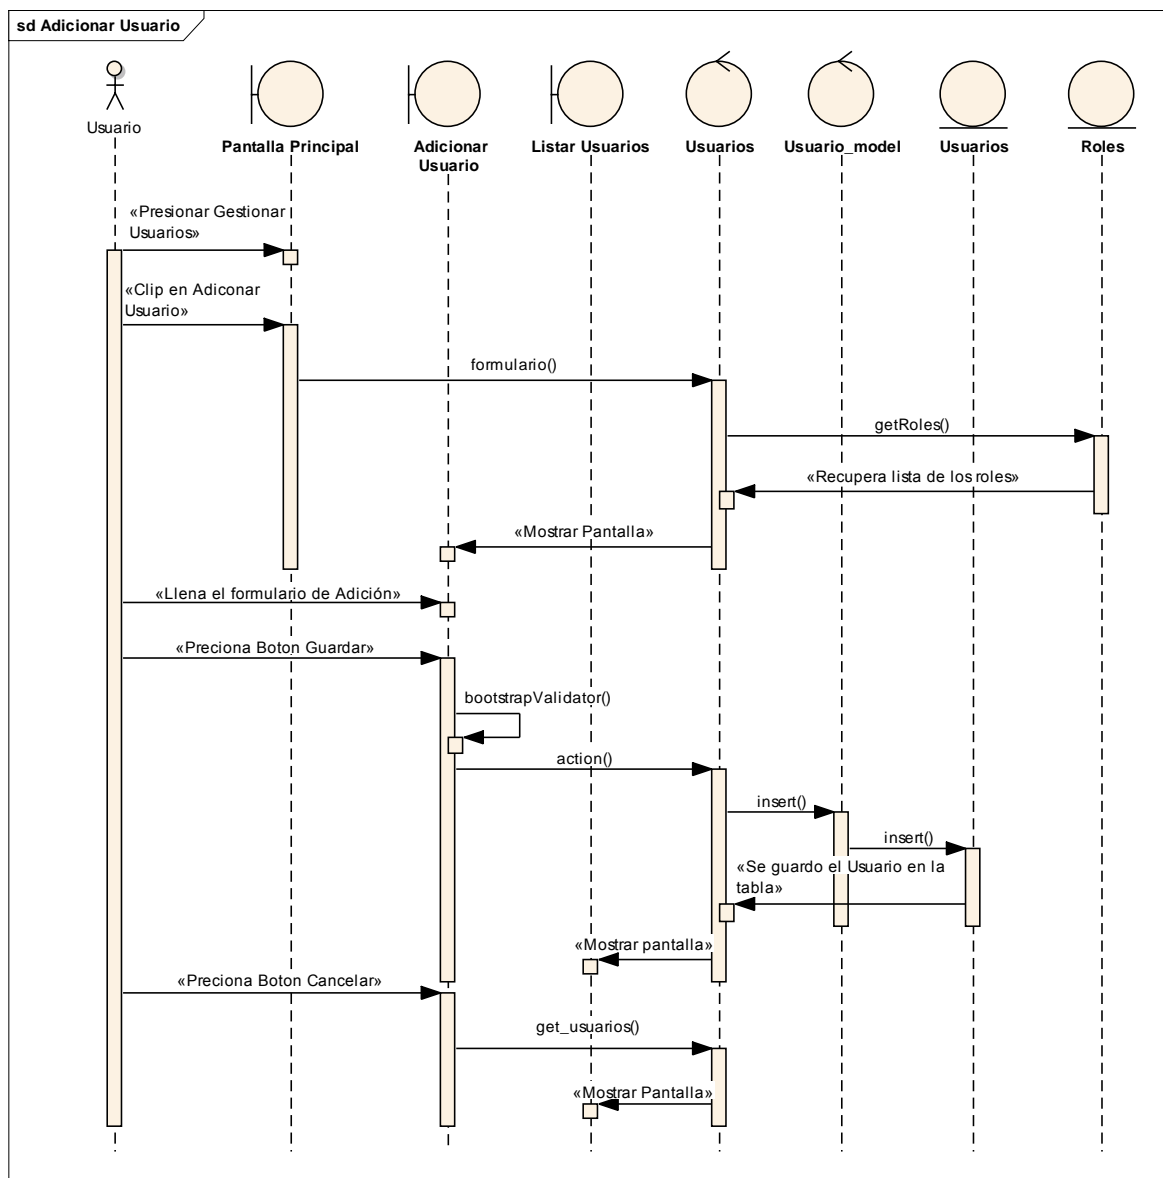 sd Adicionar Usuario
Usuario
Pantalla Principal
Adicionar
Usuario
Listar Usuarios
Usuarios
Usuario_model
Usuarios
Roles
«Presionar Gestionar
Usuarios»
«Clip en Adiconar
Usuario»
formulario()
getRoles()
«Recupera lista de los roles»
«Mostrar Pantalla»
«Llena el formulario de Adición»
«Preciona Boton Guardar»
bootstrapValidator()
action()
insert()
insert()
«Se guardo el Usuario en la
tabla»
«Mostrar pantalla»
«Preciona Boton Cancelar»
get_usuarios()
«Mostrar Pantalla»